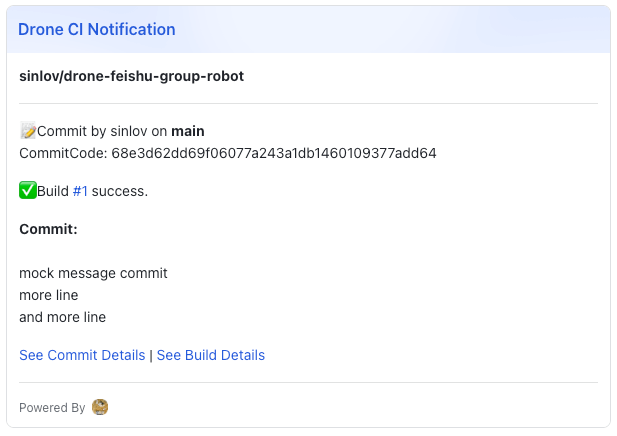 Drone CI Notification
sinlov/drone-feishu-group-robot
📝Commit by sinlov on main
CommitCode: 68e3d62dd69f06077a243a1db1460109377add64
✅Build #1 success.
Commit:
mock message commit
more line
and more line
See Commit Details | See Build Details
Powered By